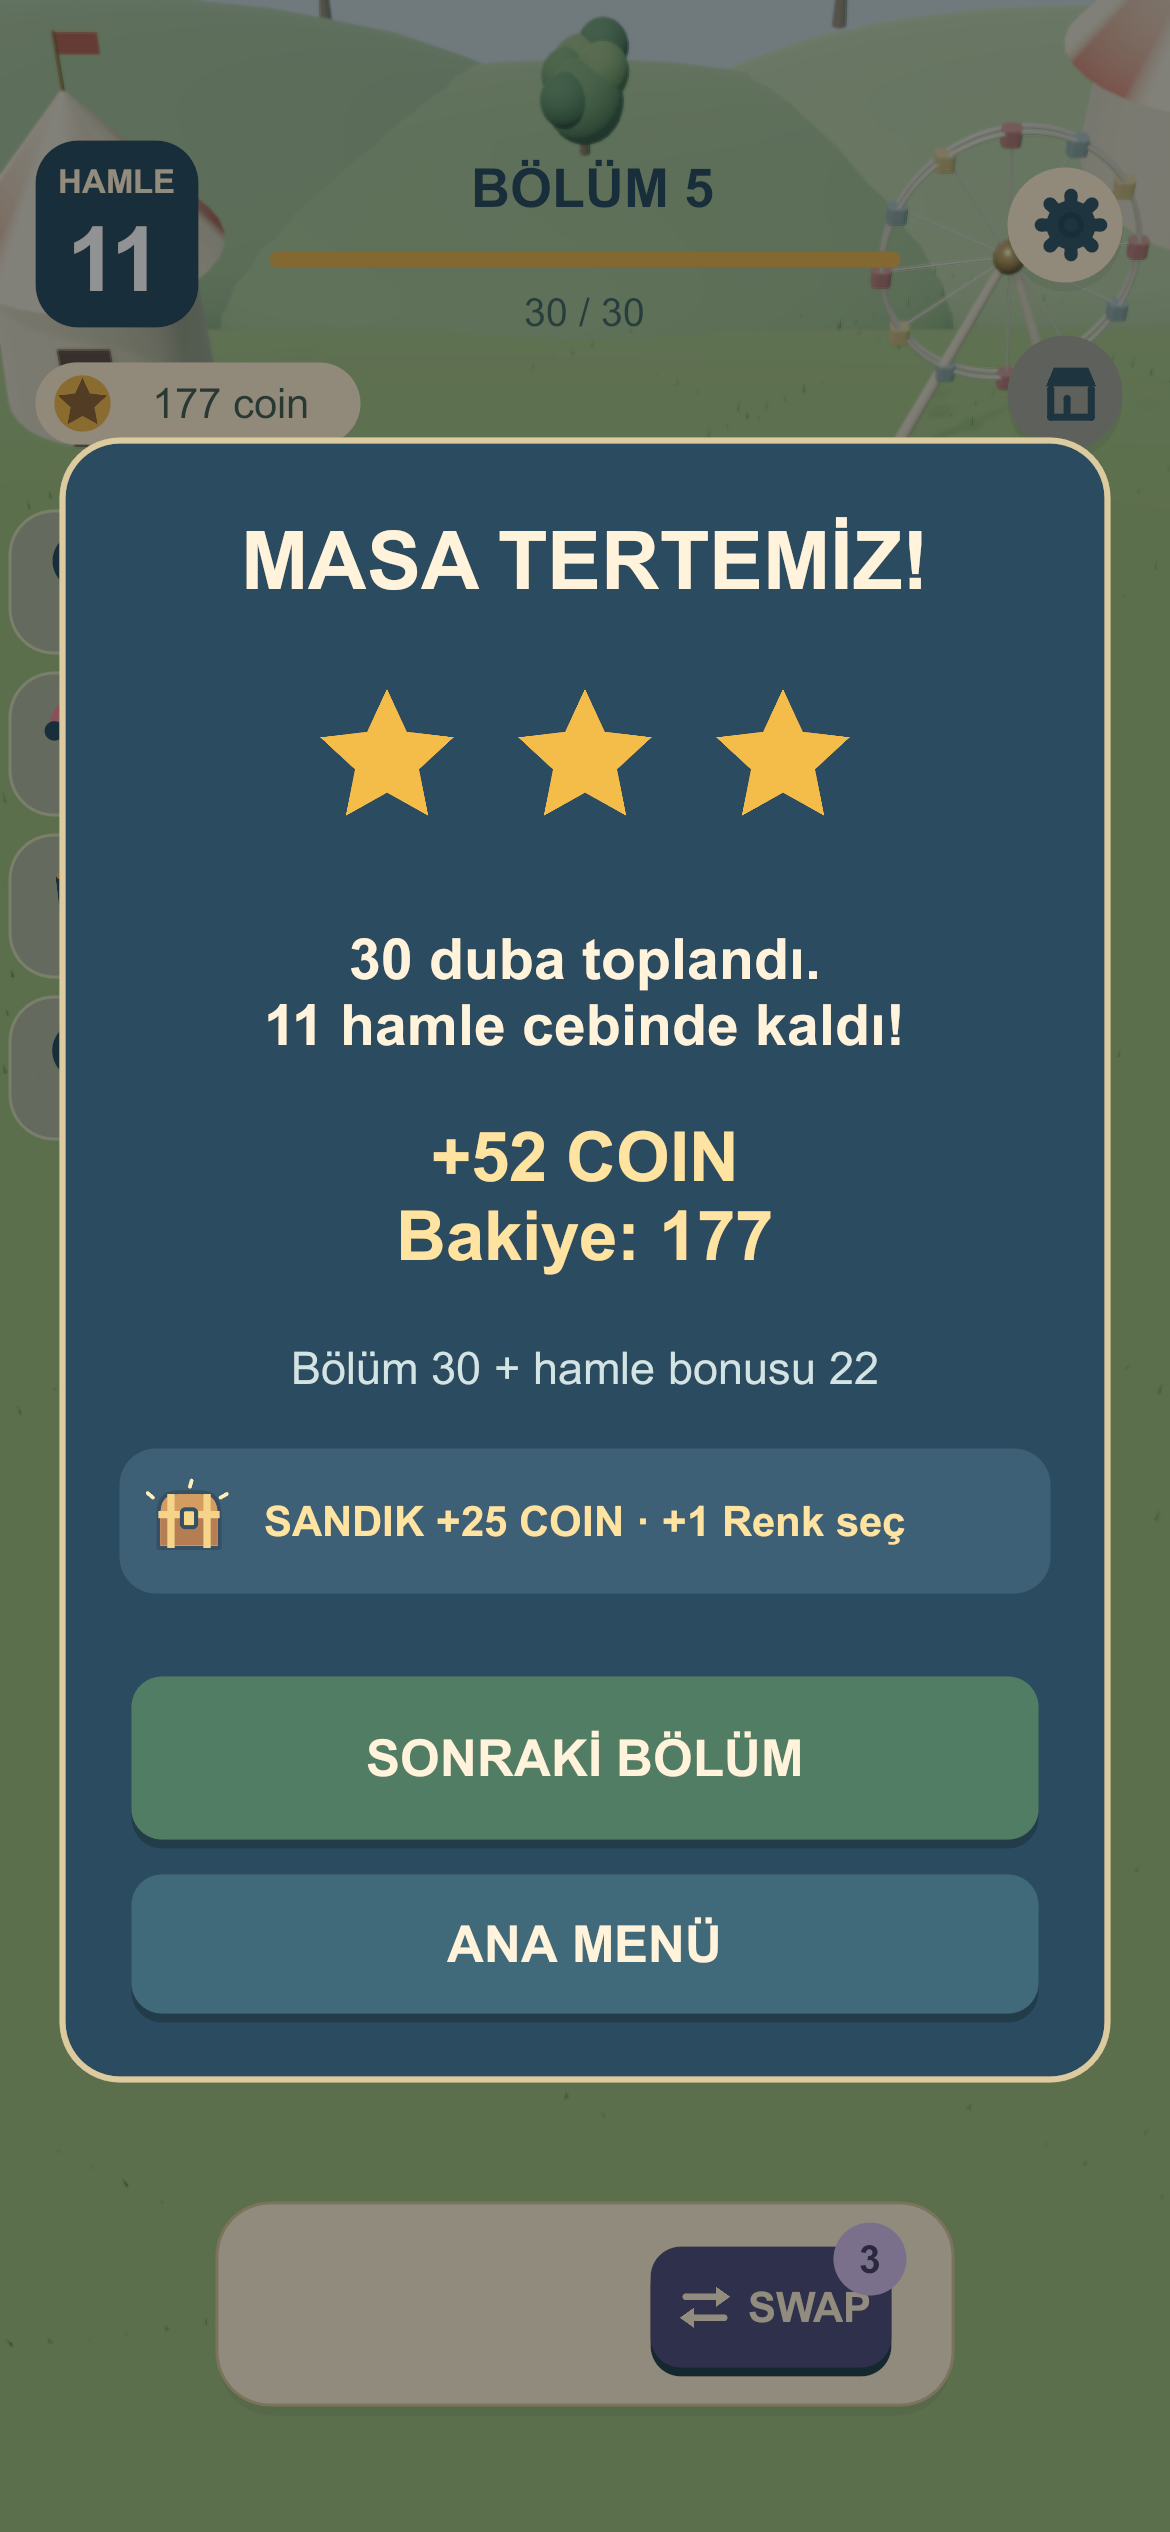 HAMLE
11
BÖLÜM 5
30 / 30
177 coin
MASA TERTEMİZ!
30 duba toplandı.
11 hamle cebinde kaldı!
+52 COIN
Bakiye: 177
Bölüm 30 + hamle bonusu 22
SANDIK +25 COIN · +1 Renk seç
SONRAKİ BÖLÜM
ANA MENÜ
3
SWAP